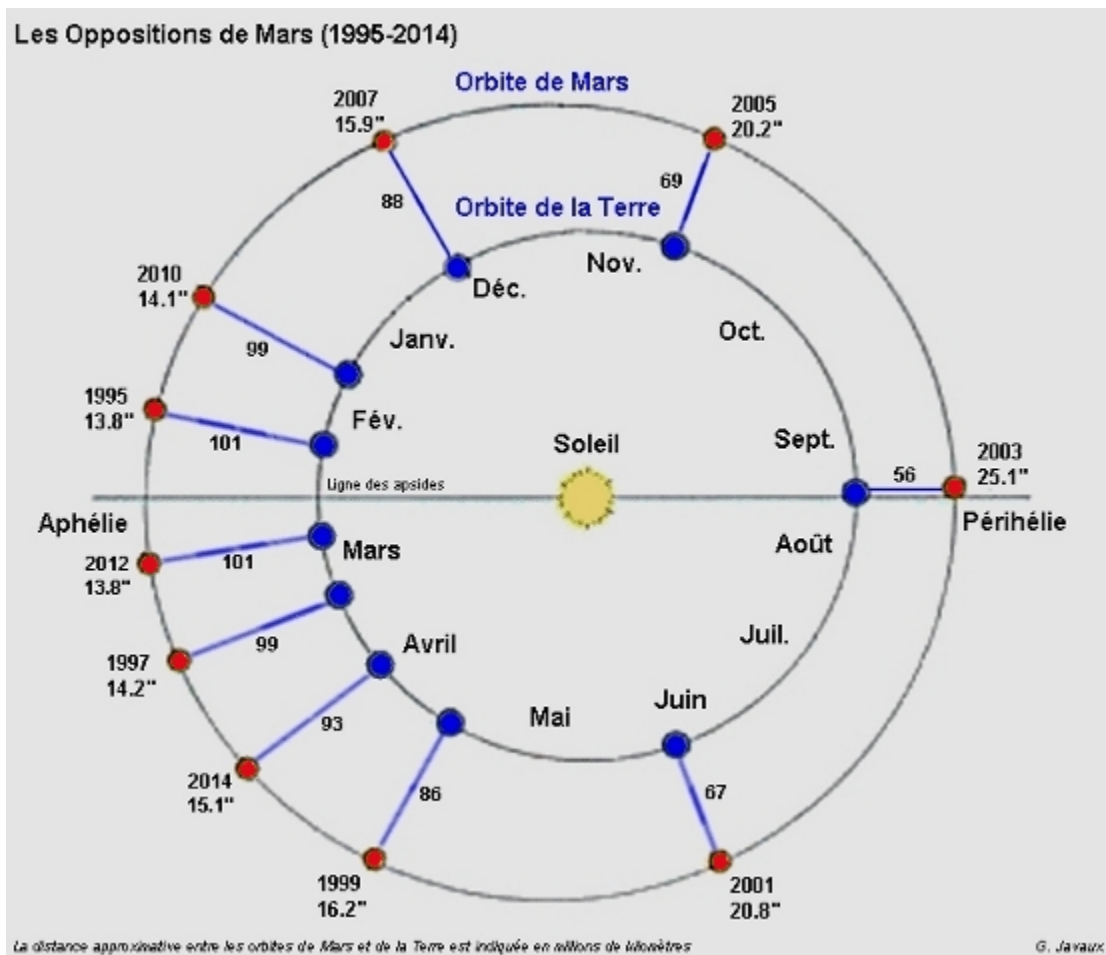 Les Oppositions de Mars (1995-2014)
Orbite de Mars
2007
15.9"
2005
20.2"
88
69
Orbite de la Terre
Nov.
Déc.
2010
14.1"
99
Janv.
Oct.
1995
13.8"
101
Fév.
Soleil
Sept.
2003
25.1"
56
Ligne des apsides
Aphélie
Périhélie
2012
13.8"
101
Mars
Août
1997
14.2"
99
Avril
Juil.
2014
15.1"
93
Mai
Juin
86
67
1999
16.2"
2001
20.8"
La distance approximative entre les orbites de Mars et de la Terre est indiquée en millions de kilomètres
G. Javaux